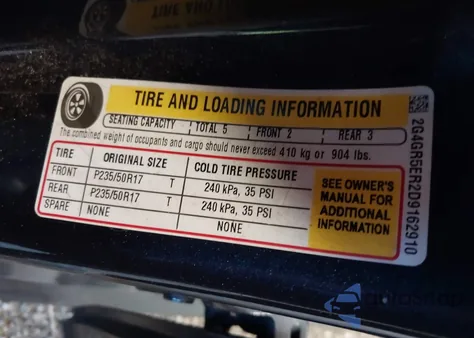 TIRE AND LOADING INFORMATION
SEATING CAPACITY TOTAL 5 FRONT 2 REAR 3
The combined weight of occupants and cargo should never exceed 410 kg or 904 lbs.
TIRE ORIGINAL SIZE COLD TIRE PRESSURE
FRONT P235/50R17 T 240 kPa, 35 PSI
REAR P235/50R17 T 240 kPa, 35 PSI
SPARE NONE NONE
SEE OWNER'S
MANUAL FOR
ADDITIONAL
INFORMATION
2G4GR5ER2D9162910